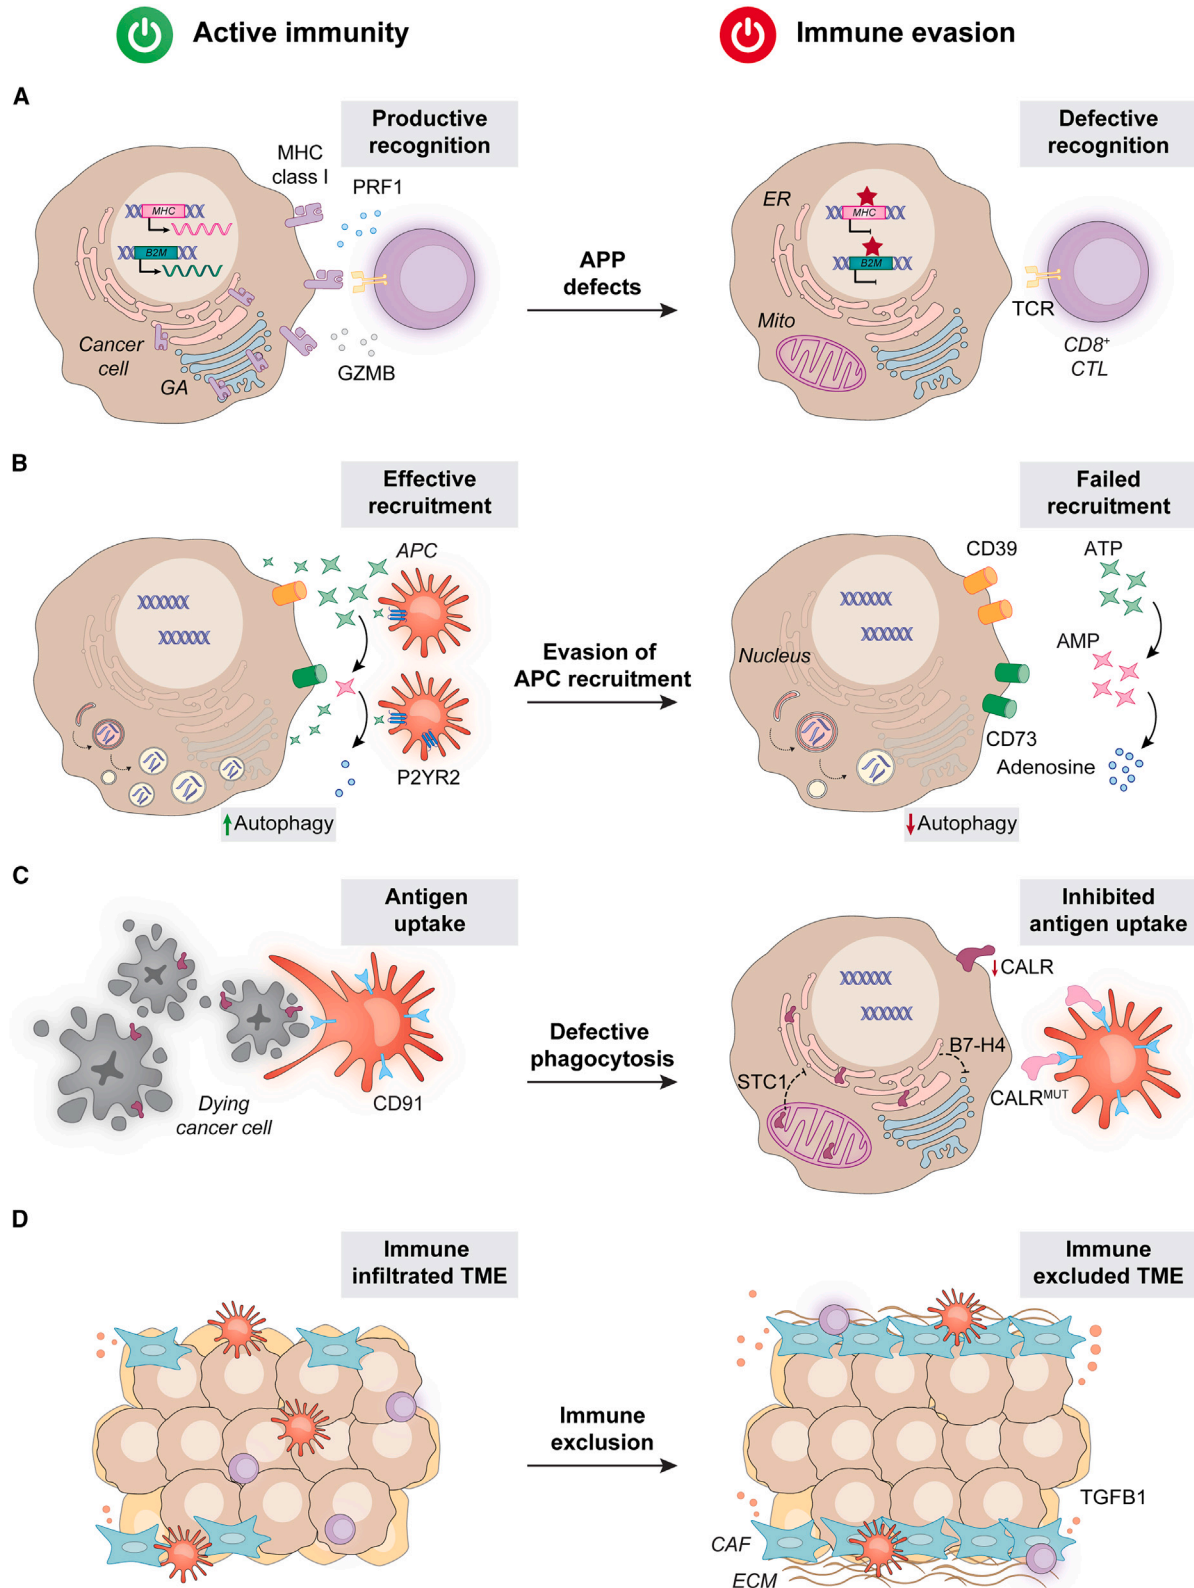 Active immunity
Immune evasion
A
Productive
recognition
Defective
recognition
MHC
class I
PRF1
MHC
B2M
Cancer
cell
GA
GZMB
APP
defects
ER
MHC
B2M
Mito
TCR
CD8⁺
CTL
B
Effective
recruitment
Failed
recruitment
APC
P2YR2
↑Autophagy
Evasion of
APC recruitment
CD39
ATP
Nucleus
AMP
CD73
Adenosine
↓Autophagy
C
Antigen
uptake
Inhibited
antigen uptake
CD91
Dying
cancer cell
Defective
phagocytosis
↓CALR
B7-H4
STC1
CALRᴹᵁᵀ
D
Immune
infiltrated TME
Immune
excluded TME
Immune
exclusion
TGFB1
CAF
ECM